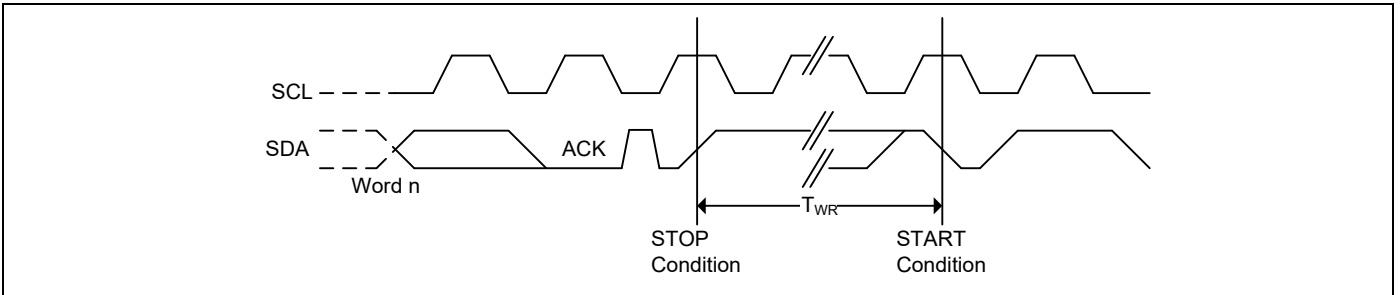 SCL
SDA
ACK
Word n
TWR
STOP
Condition
START
Condition